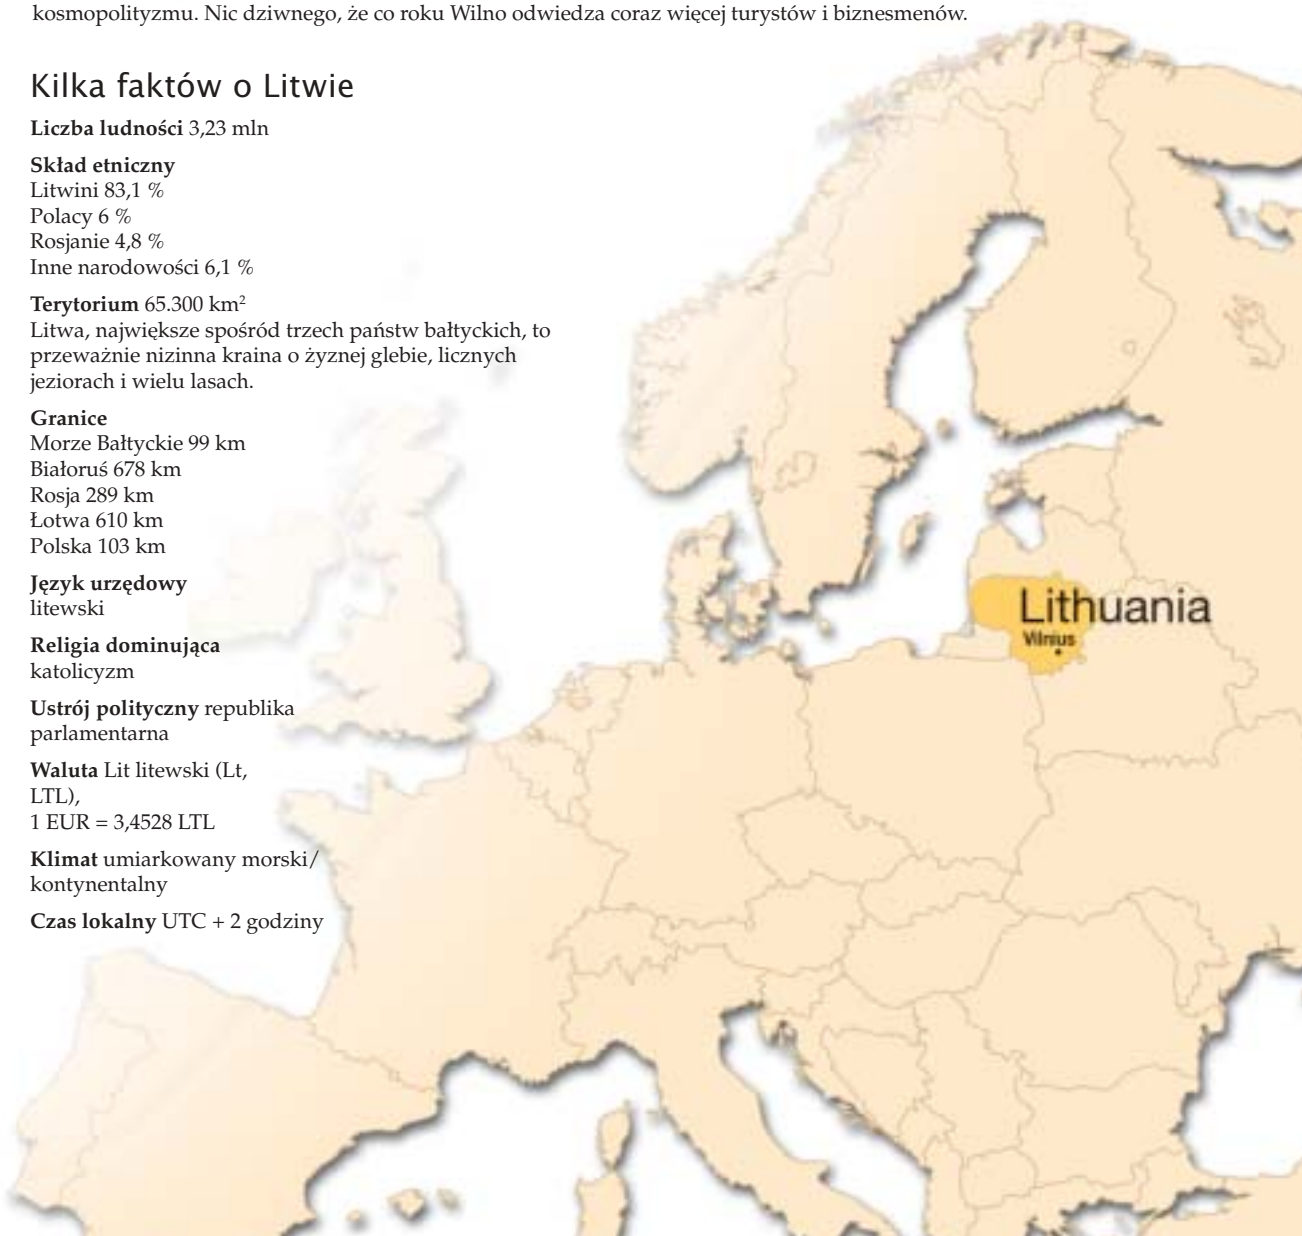 kosmopolityzmu. Nic dziwnego, że co roku Wilno odwiedza coraz więcej turystów i biznesmenów.
Kilka faktów o Litwie
Liczba ludności 3,23 mln
Skład etniczny
Litwini 83,1 %
Polacy 6 %
Rosjanie 4,8 %
Inne narodowości 6,1 %
Terytorium 65.300 km²
Litwa, największe spośród trzech państw bałtyckich, to
przeważnie nizinna kraina o żyznej glebie, licznych
jeziorach i wielu lasach.
Granice
Morze Bałtyckie 99 km
Białoruś 678 km
Rosja 289 km
Łotwa 610 km
Polska 103 km
Język urzędowy
litewski
Religia dominująca
katolicyzm
Ustrój polityczny republika
parlamentarna
Waluta Lit litewski (Lt,
LTL),
1 EUR = 3,4528 LTL
Klimat umiarkowany morski/
kontynentalny
Czas lokalny UTC + 2 godziny
Lithuania
Vilnius